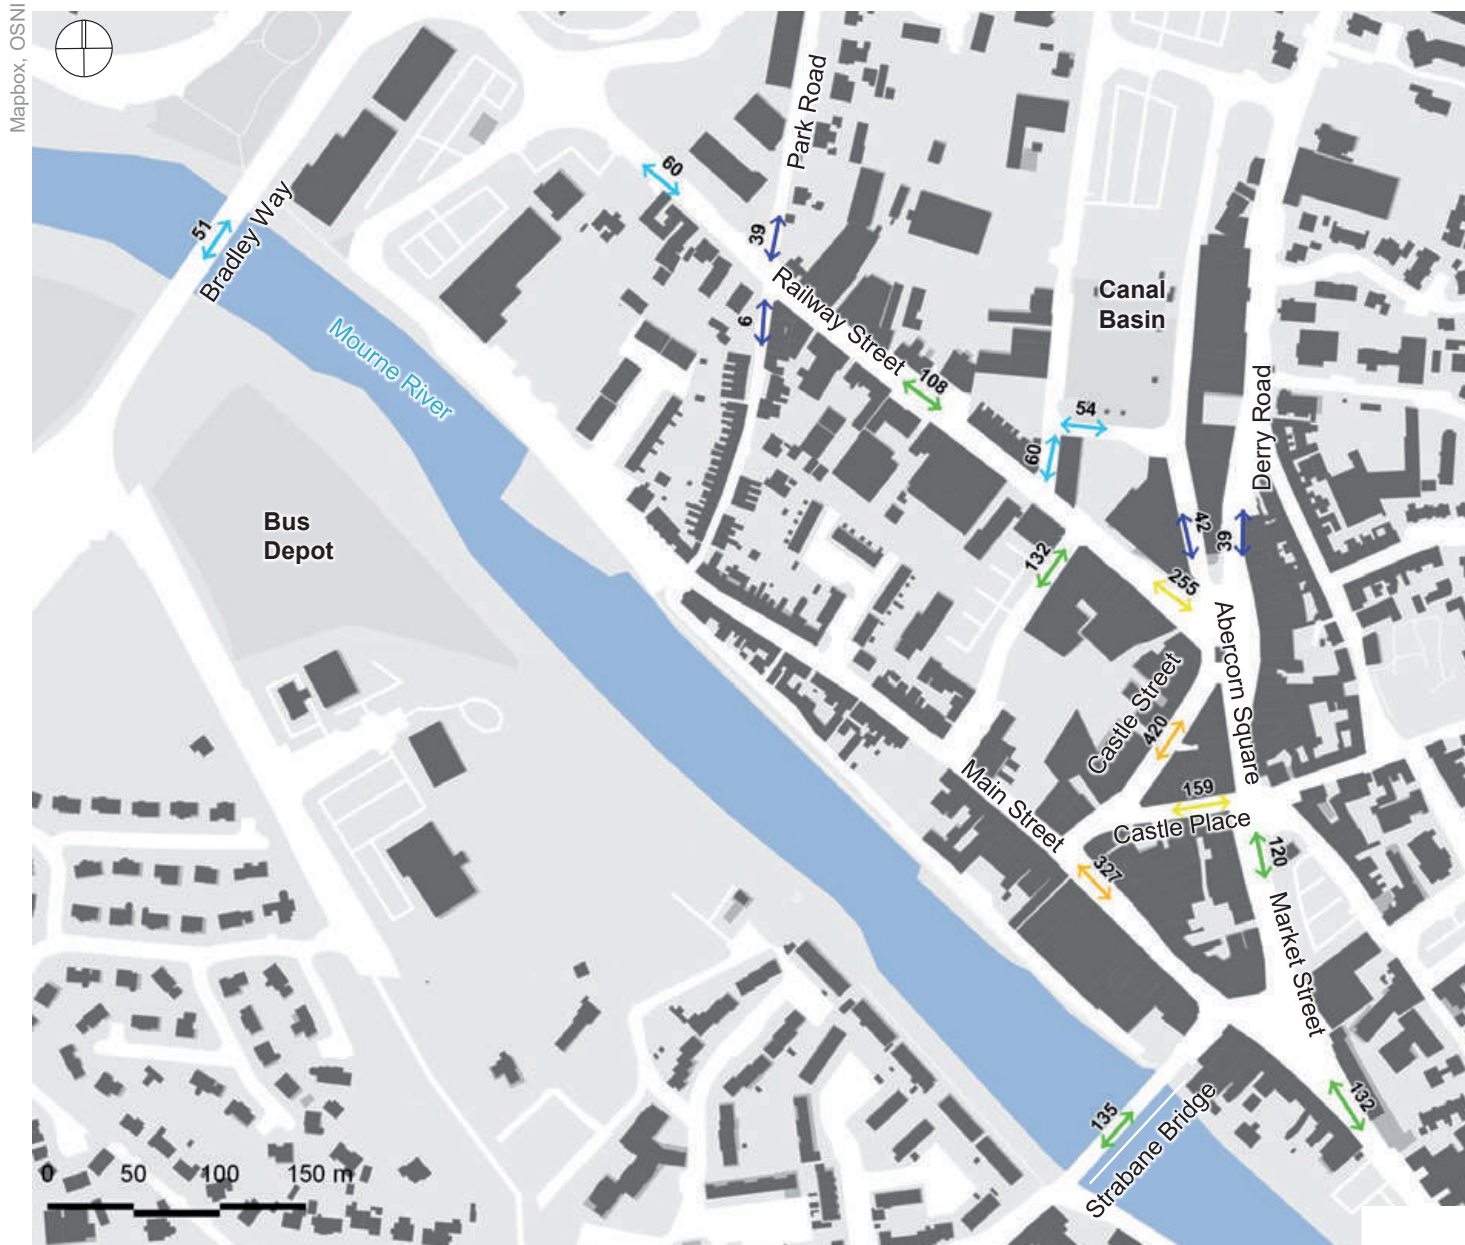 Mapbox, OSNI
Park Road
60
51
Bradley Way
39
Railway Street
6
Canal
Basin
Mourne River
108
54
60
Derry Road
Bus
Depot
42
39
132
255
Abercorn Square
Castle Street
420
Main Street
159
Castle Place
327
120
Market Street
135
132
Strabane Bridge
0 50 100 150 m